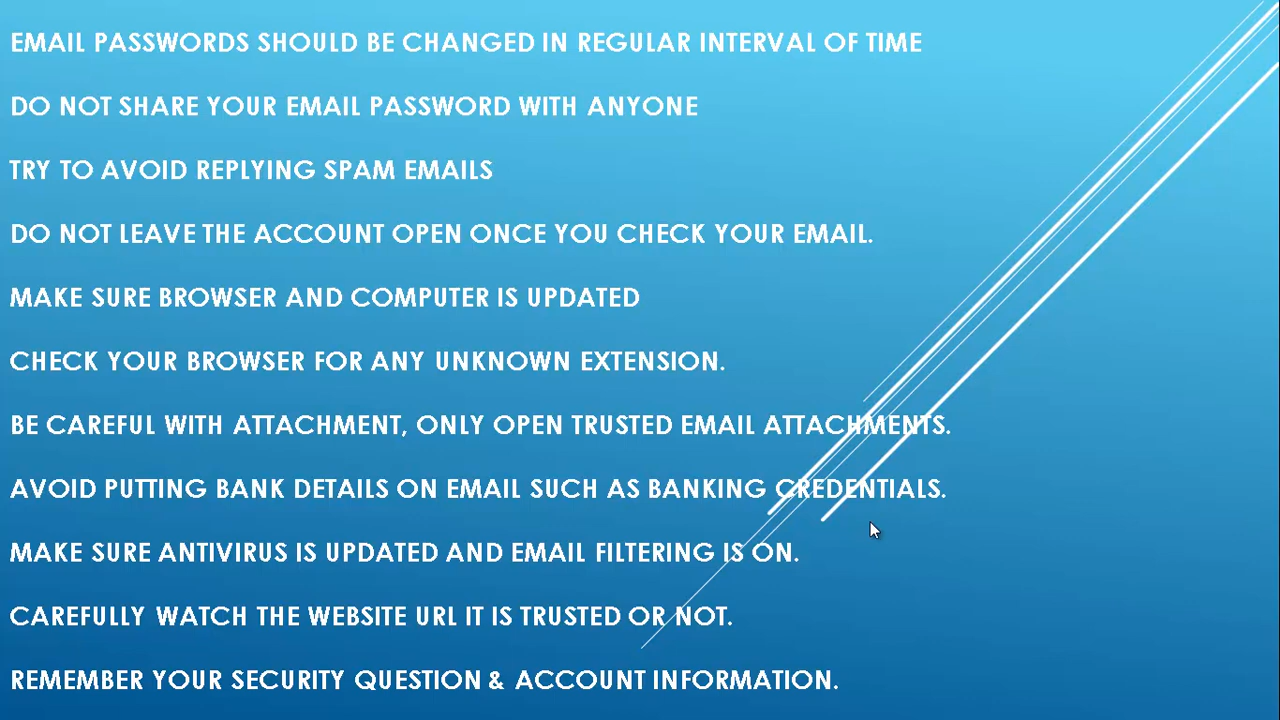 EMAIL PASSWORDS SHOULD BE CHANGED IN REGULAR INTERVAL OF TIME
DO NOT SHARE YOUR EMAIL PASSWORD WITH ANYONE
TRY TO AVOID REPLYING SPAM EMAILS
DO NOT LEAVE THE ACCOUNT OPEN ONCE YOU CHECK YOUR EMAIL.
MAKE SURE BROWSER AND COMPUTER IS UPDATED
CHECK YOUR BROWSER FOR ANY UNKNOWN EXTENSION.
BE CAREFUL WITH ATTACHMENT, ONLY OPEN TRUSTED EMAIL ATTACHMENTS.
AVOID PUTTING BANK DETAILS ON EMAIL SUCH AS BANKING CREDENTIALS.
MAKE SURE ANTIVIRUS IS UPDATED AND EMAIL FILTERING IS ON.
CAREFULLY WATCH THE WEBSITE URL IT IS TRUSTED OR NOT.
REMEMBER YOUR SECURITY QUESTION & ACCOUNT INFORMATION.